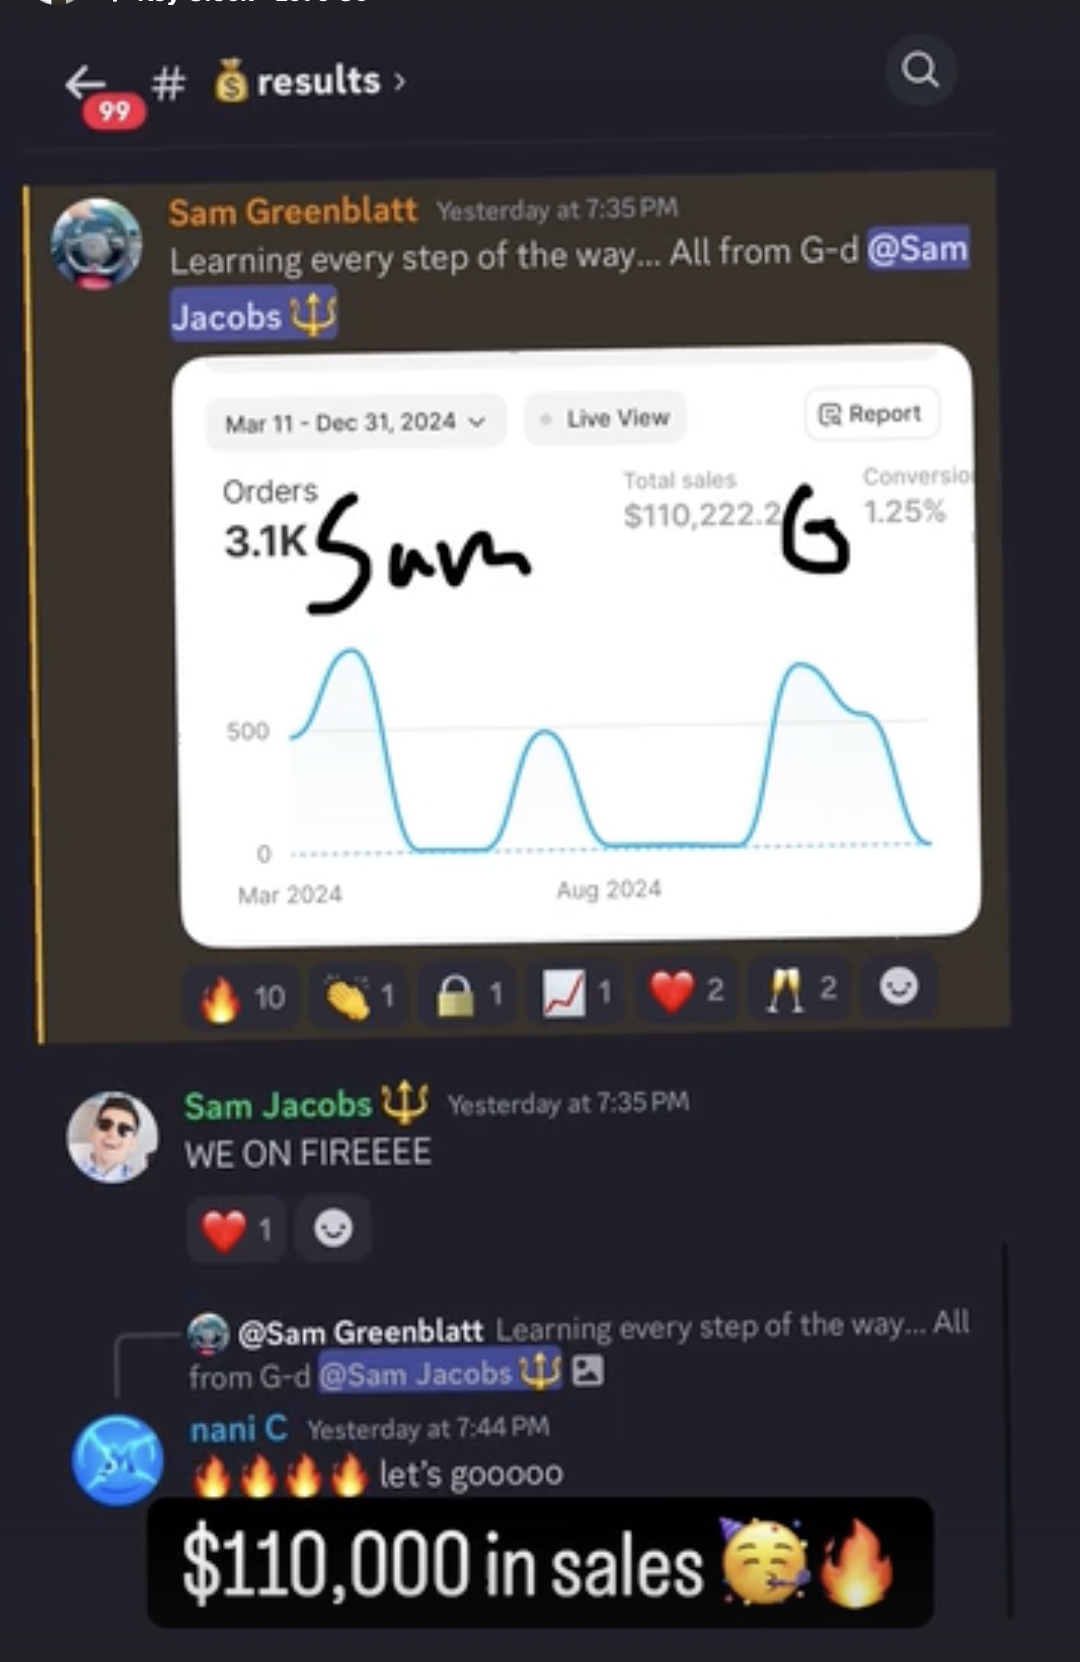 99
# 💰 results ›
Sam Greenblatt Yesterday at 7:35 PM
Learning every step of the way... All from G-d @Sam
Jacobs 🔱
Mar 11 - Dec 31, 2024
Live View
Report
Orders
3.1K
Total sales
$110,222.2
Conversio
1.25%
Sam G
500
0
Mar 2024
Aug 2024
🔥 10 👏 1 🔒 1 📈 1 ❤️ 2 🥂 2
Sam Jacobs 🔱 Yesterday at 7:35 PM
WE ON FIREEEE
❤️ 1
@Sam Greenblatt Learning every step of the way... All
from G-d @Sam Jacobs 🔱
nani C Yesterday at 7:44 PM
🔥🔥🔥🔥 let's gooooo
$110,000 in sales 🥳🔥